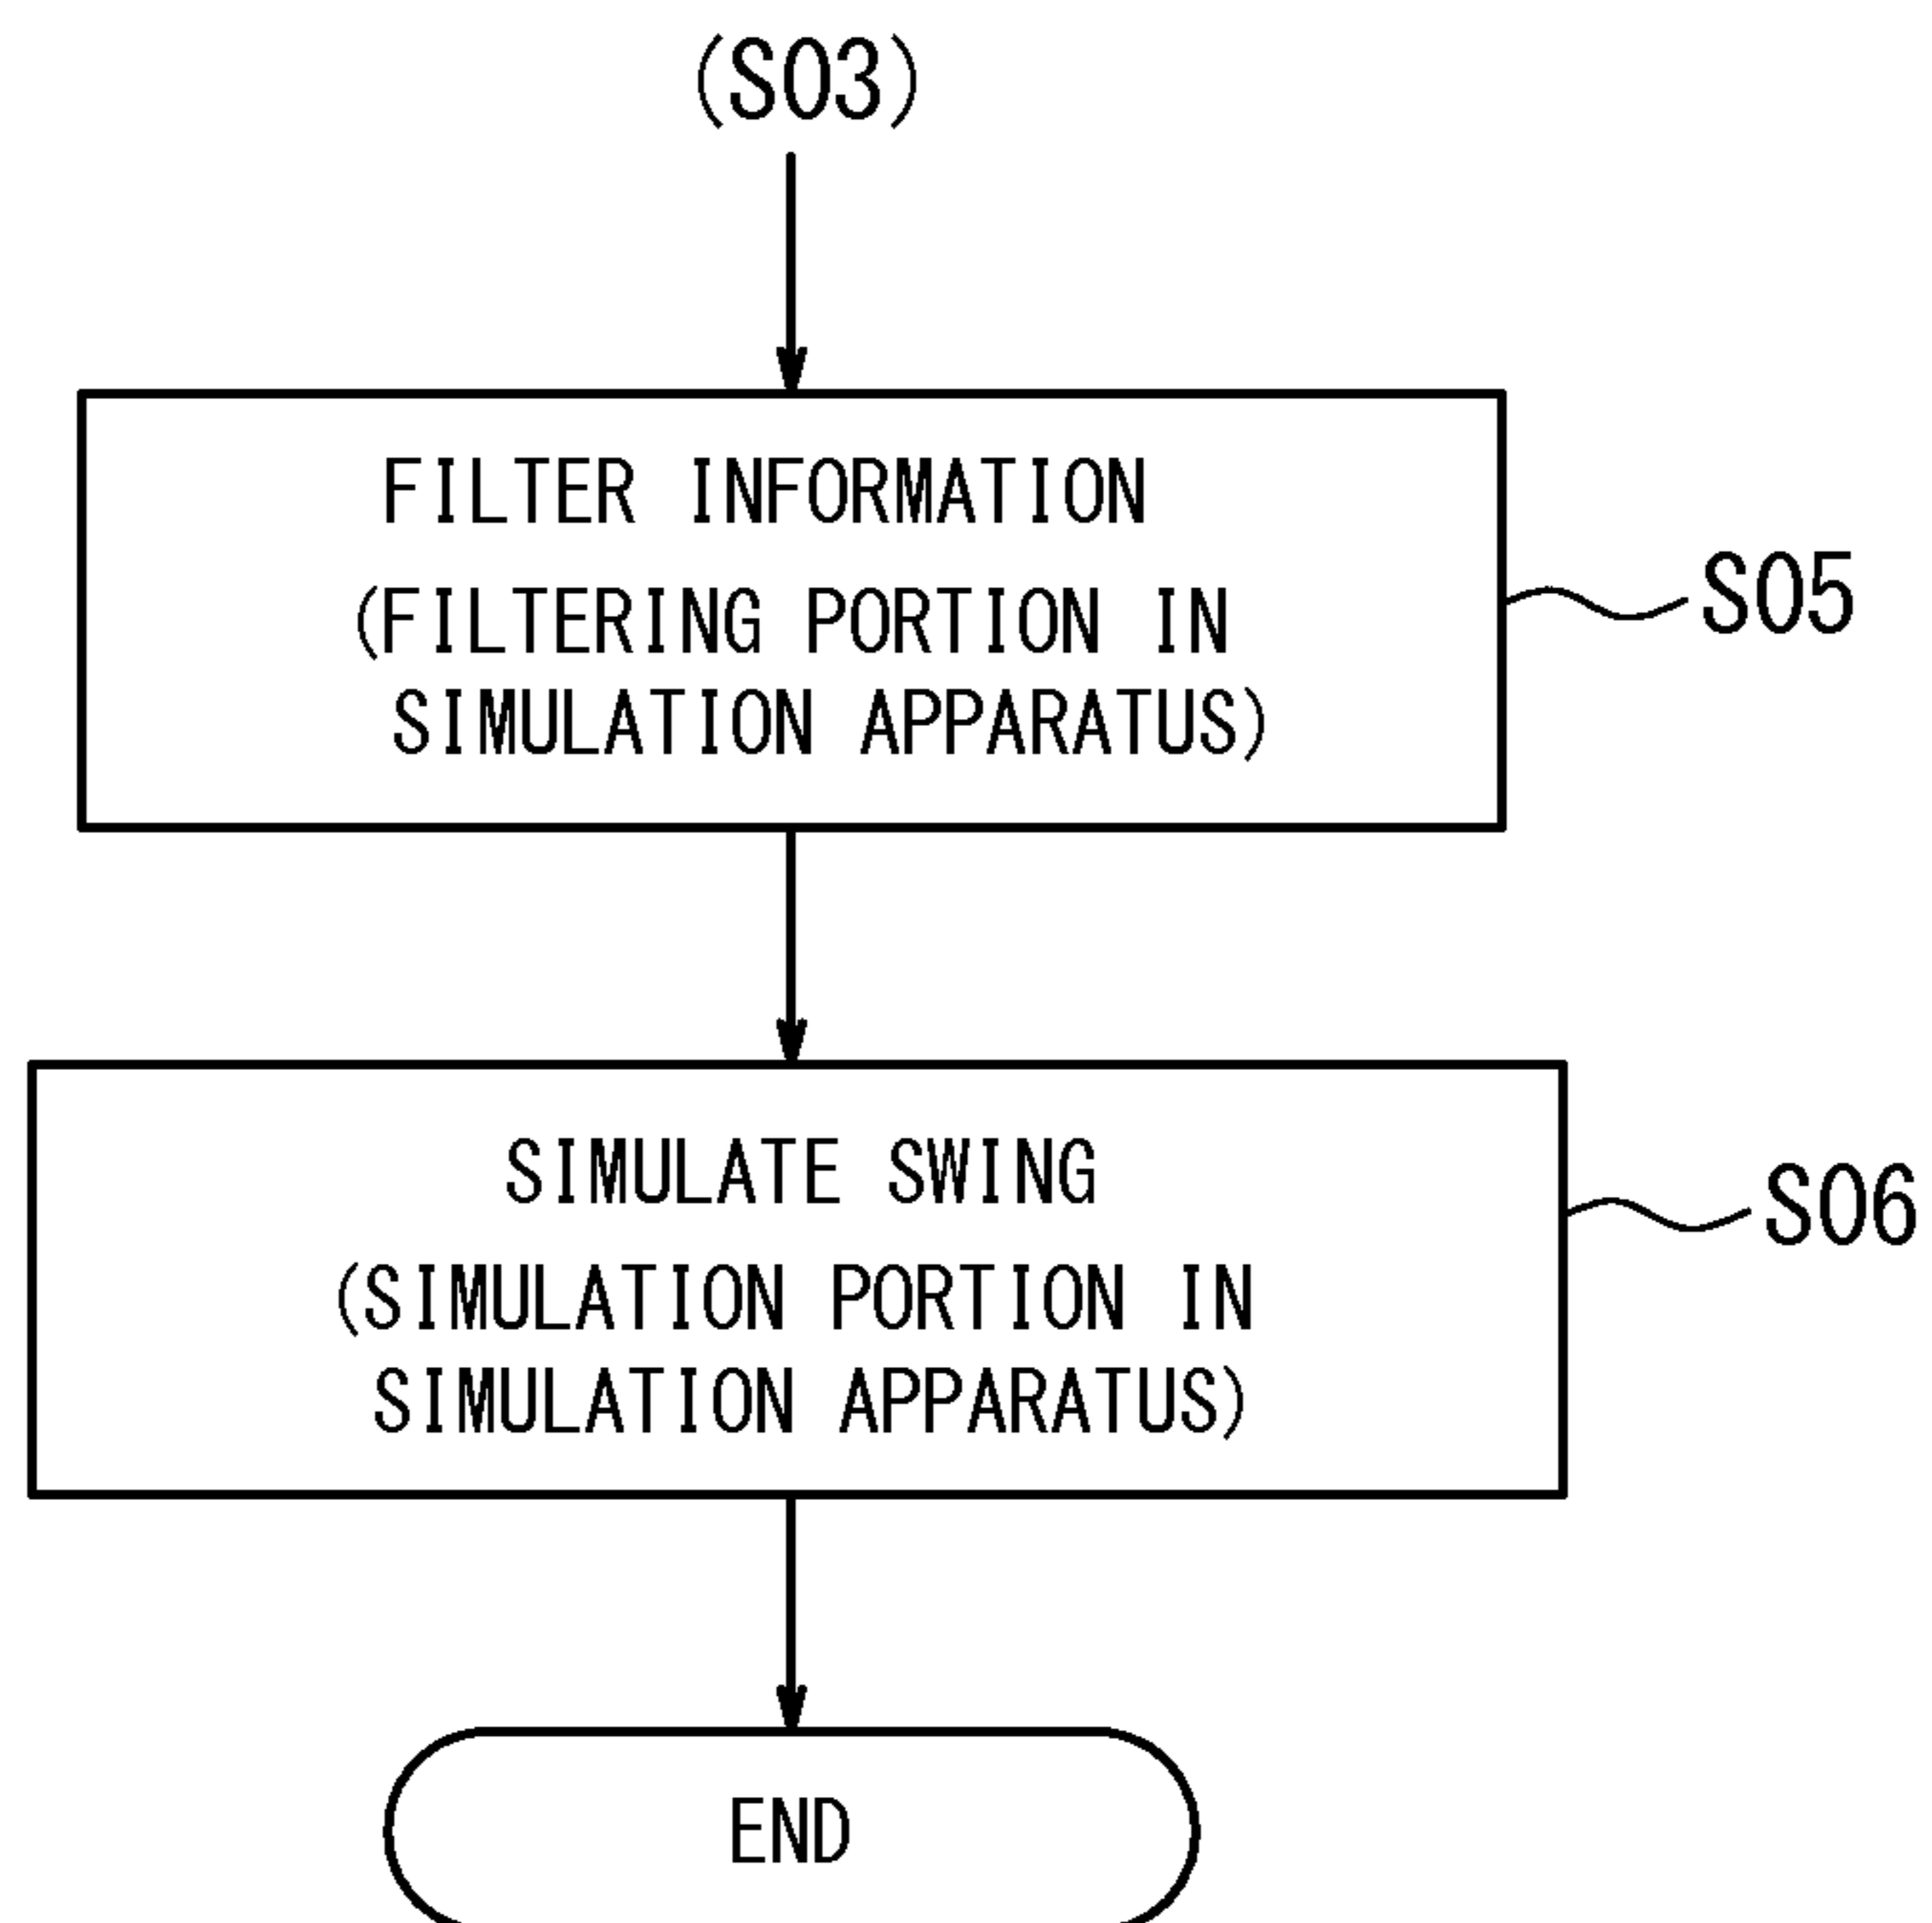 (S03)
FILTER INFORMATION
(FILTERING PORTION IN
SIMULATION APPARATUS)
S05
SIMULATE SWING
(SIMULATION PORTION IN
SIMULATION APPARATUS)
S06
END